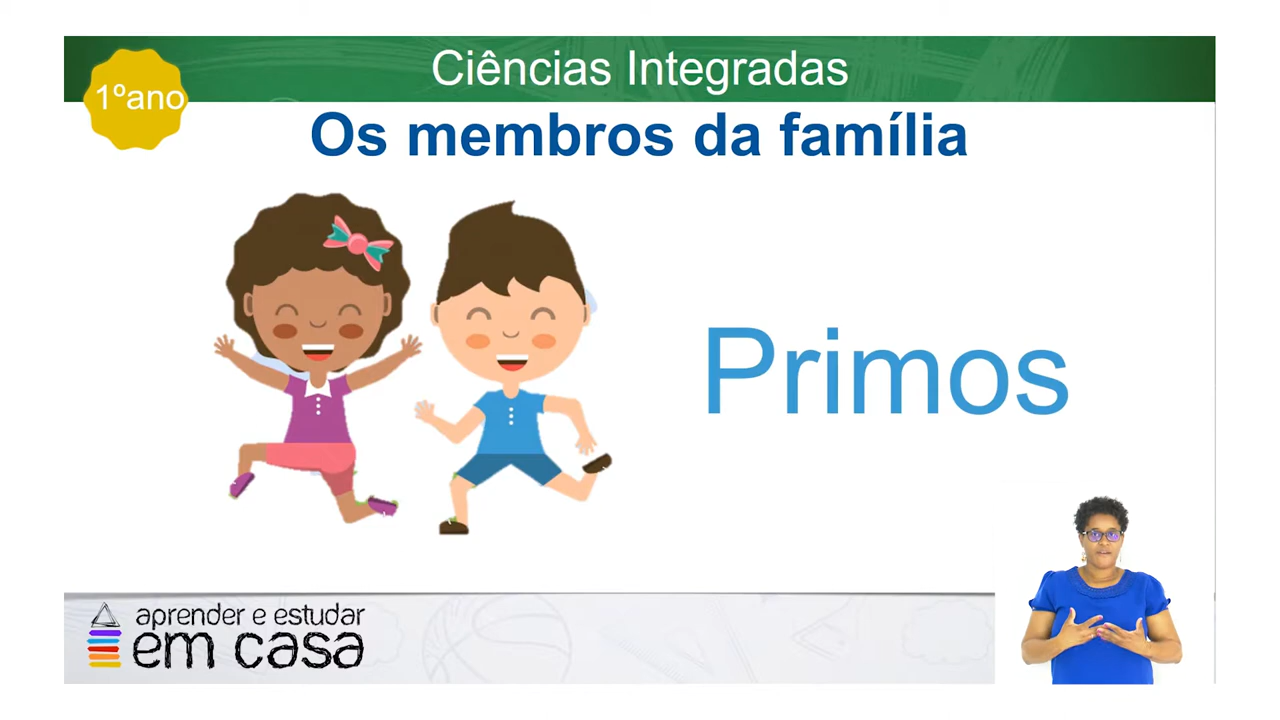 Ciências Integradas
1ºano
Os membros da família
Primos
aprender e estudar
em casa